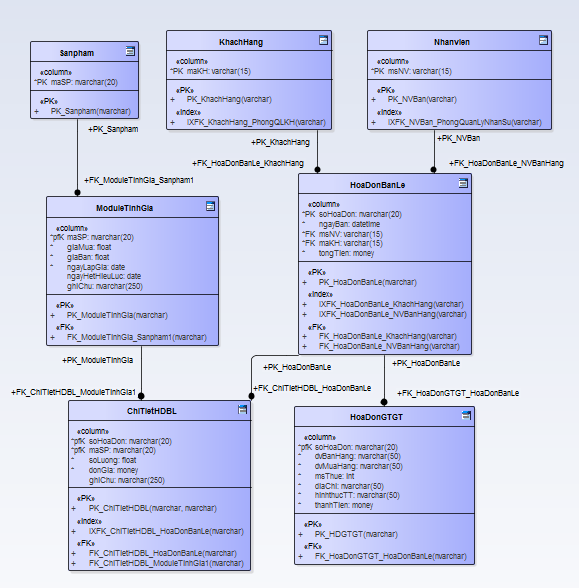 Sanpham
«column»
*PK maSP: nvarchar(20)
«PK»
+ PK_Sanpham(nvarchar)
KhachHang
«column»
*PK maKH: varchar(15)
«PK»
+ PK_KhachHang(varchar)
«index»
+ IXFK_KhachHang_PhongQLKH(varchar)
Nhanvien
«column»
*PK msNV: varchar(15)
«PK»
+ PK_NVBan(varchar)
«index»
+ IXFK_NVBan_PhongQuanLyNhanSu(varchar)
+PK_Sanpham
+PK_KhachHang
+PK_NVBan
+FK_ModuleTinhGia_Sanpham1
+FK_HoaDonBanLe_KhachHang
+FK_HoaDonBanLe_NVBanHang
ModuleTinhGia
«column»
*pfK maSP: nvarchar(20)
* giaMua: float
* giaBan: float
* ngayLapGia: date
ngayHetHieuLuc: date
ghiChu: nvarchar(250)
«PK»
+ PK_ModuleTinhGia(nvarchar)
«FK»
+ FK_ModuleTinhGia_Sanpham1(nvarchar)
HoaDonBanLe
«column»
*PK soHoaDon: nvarchar(20)
* ngayBan: datetime
*FK msNV: varchar(15)
*FK maKH: varchar(15)
* tongTien: money
«PK»
+ PK_HoaDonBanLe(nvarchar)
«index»
+ IXFK_HoaDonBanLe_KhachHang(varchar)
+ IXFK_HoaDonBanLe_NVBanHang(varchar)
«FK»
+ FK_HoaDonBanLe_KhachHang(varchar)
+ FK_HoaDonBanLe_NVBanHang(varchar)
+PK_ModuleTinhGia
+PK_HoaDonBanLe
+PK_HoaDonBanLe
+FK_ChiTietHDBL_ModuleTinhGia1
+FK_ChiTietHDBL_HoaDonBanLe
+FK_HoaDonGTGT_HoaDonBanLe
ChiTietHDBL
«column»
*pfK soHoaDon: nvarchar(20)
*pfK maSP: nvarchar(20)
* soLuong: float
* donGia: money
ghiChu: nvarchar(250)
«PK»
+ PK_ChiTietHDBL(nvarchar, nvarchar)
«index»
+ IXFK_ChiTietHDBL_HoaDonBanLe(nvarchar)
«FK»
+ FK_ChiTietHDBL_HoaDonBanLe(nvarchar)
+ FK_ChiTietHDBL_ModuleTinhGia1(nvarchar)
HoaDonGTGT
«column»
*pfK soHoaDon: nvarchar(20)
* dvBanHang: nvarchar(50)
* dvMuaHang: nvarchar(50)
* msThue: int
* diaChi: nvarchar(50)
* hinhthucTT: nvarchar(50)
* thanhTien: money
«PK»
+ PK_HDGTGT(nvarchar)
«FK»
+ FK_HoaDonGTGT_HoaDonBanLe(nvarchar)